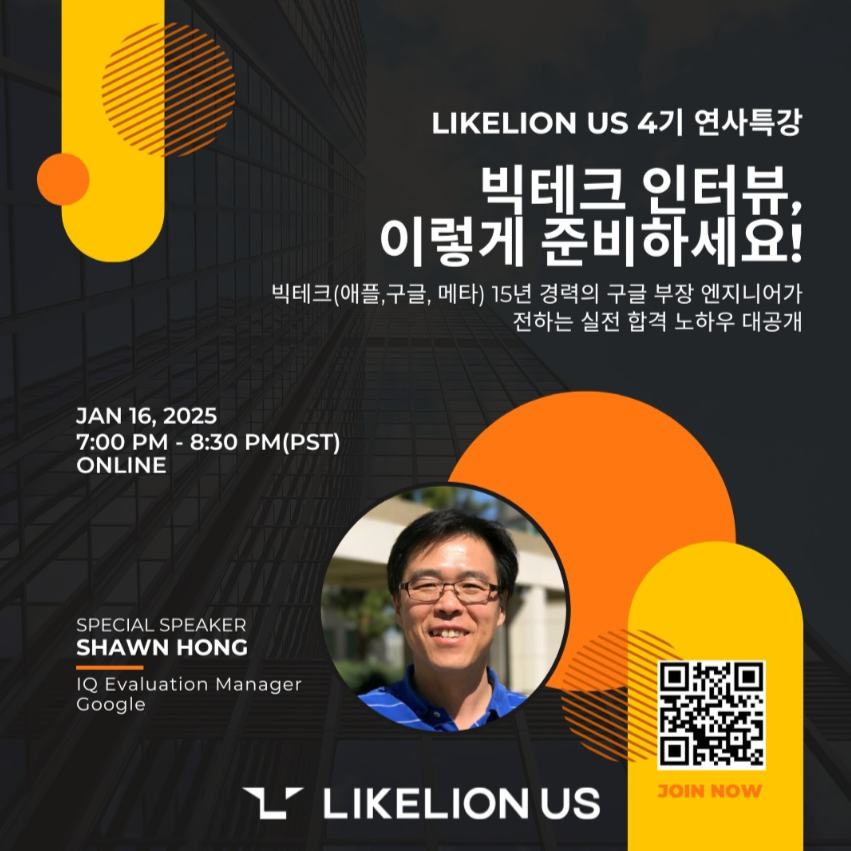 LIKELION US 4기 연사특강
빅테크 인터뷰,
이렇게 준비하세요!
빅테크(애플,구글, 메타) 15년 경력의 구글 부장 엔지니어가
전하는 실전 합격 노하우 대공개
JAN 16, 2025
7:00 PM - 8:30 PM(PST)
ONLINE
SPECIAL SPEAKER
SHAWN HONG
IQ Evaluation Manager
Google
JOIN NOW
LIKELION US